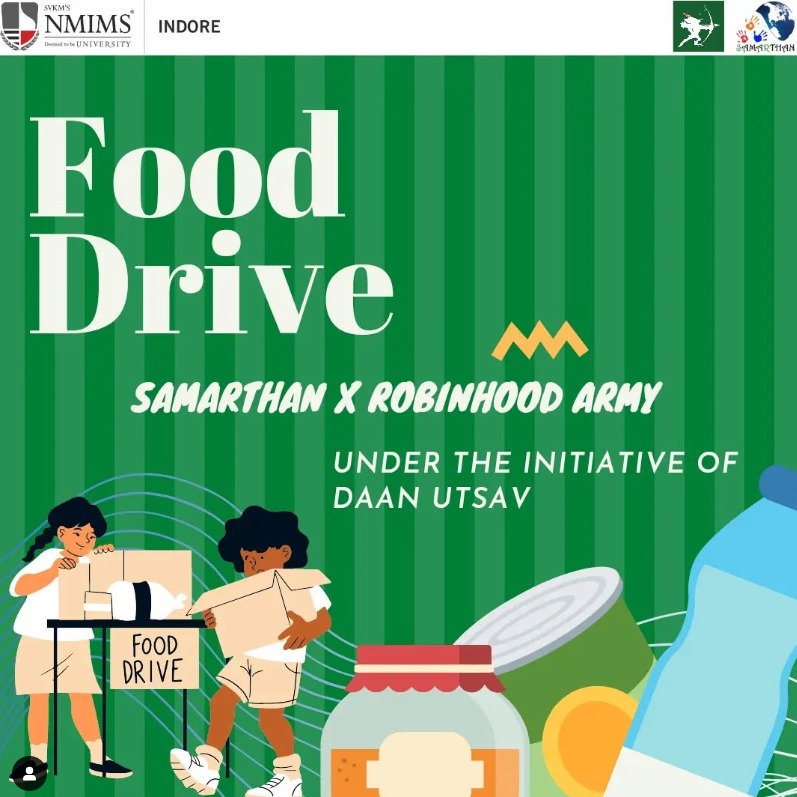 SVKM'S
NMIMS
Deemed to be UNIVERSITY
INDORE
SAMARTHAN
Food
Drive
SAMARTHAN X ROBINHOOD ARMY
UNDER THE INITIATIVE OF
DAAN UTSAV
FOOD
DRIVE